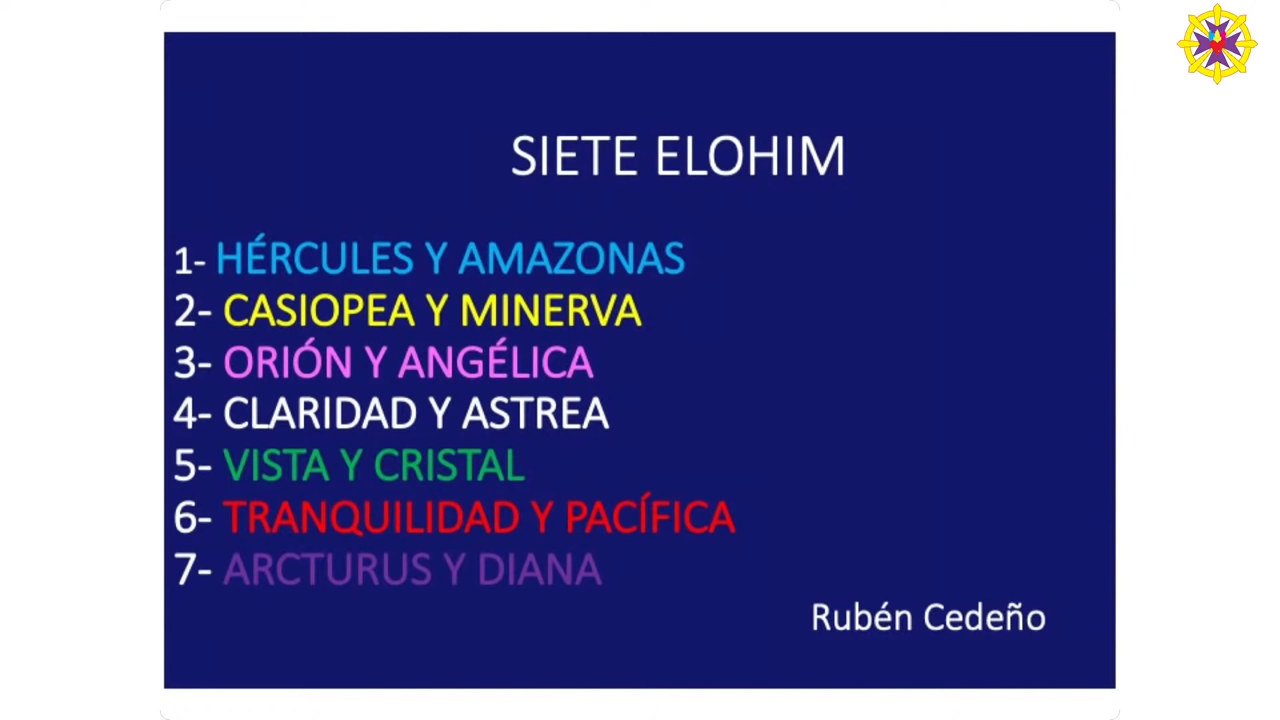 SIETE ELOHIM
1- HÉRCULES Y AMAZONAS
2- CASIOPEA Y MINERVA
3- ORIÓN Y ANGÉLICA
4- CLARIDAD Y ASTREA
5- VISTA Y CRISTAL
6- TRANQUILIDAD Y PACÍFICA
7- ARCTURUS Y DIANA
Rubén Cedeño